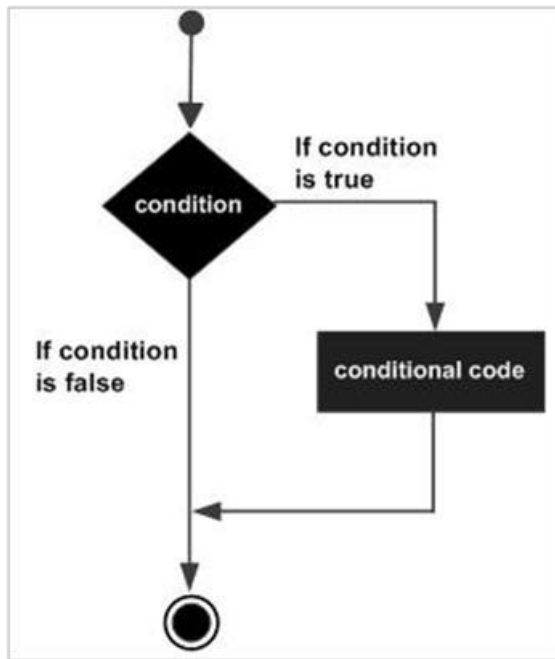 If condition
is true
condition
If condition
is false
conditional code